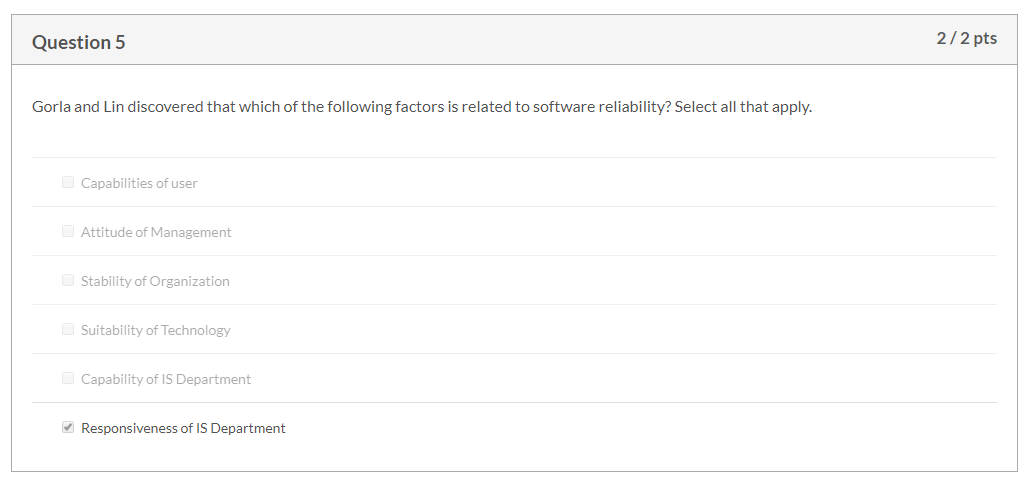 Question 5
2 / 2 pts
Gorla and Lin discovered that which of the following factors is related to software reliability? Select all that apply.
Capabilities of user
Attitude of Management
Stability of Organization
Suitability of Technology
Capability of IS Department
Responsiveness of IS Department